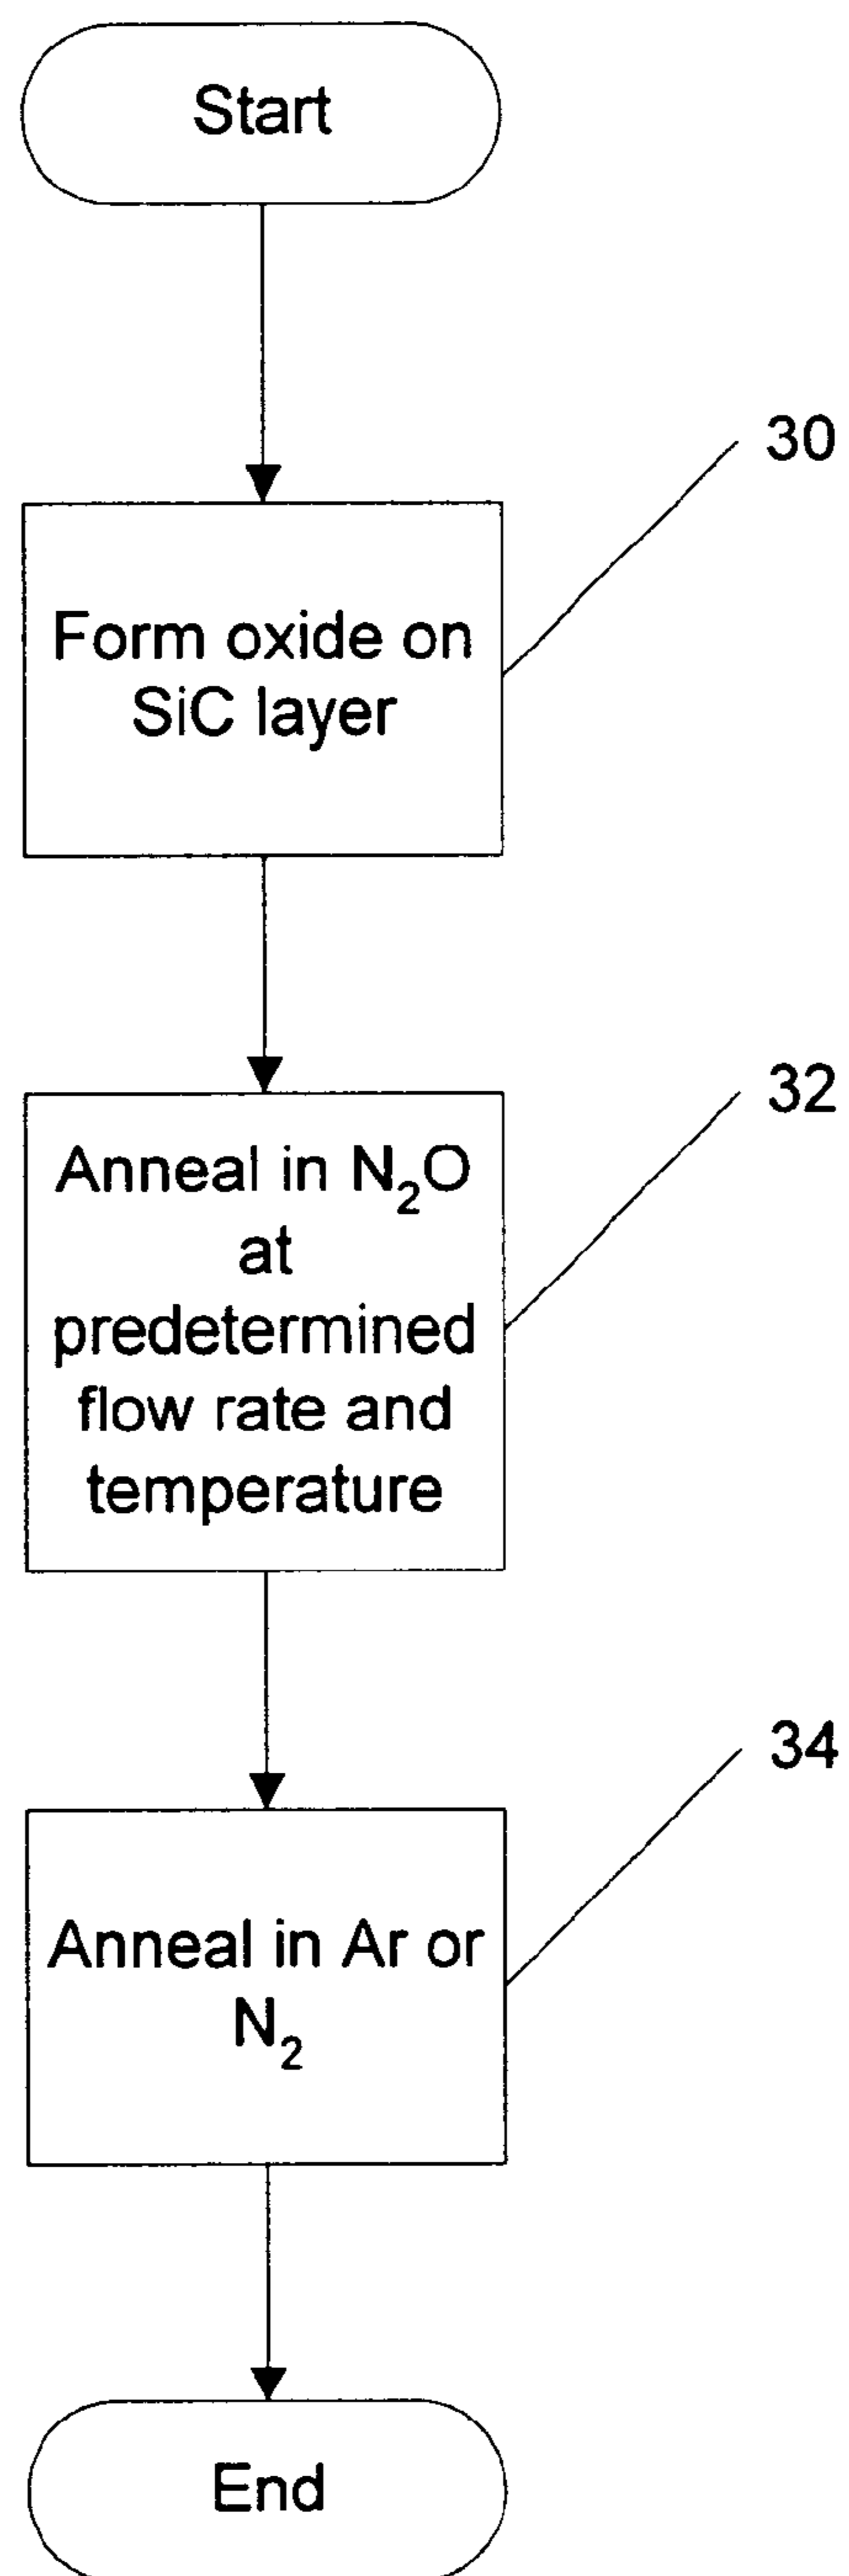 Start
30
Form oxide on
SiC layer
32
Anneal in N₂O
at
predetermined
flow rate and
temperature
34
Anneal in Ar or
N₂
End